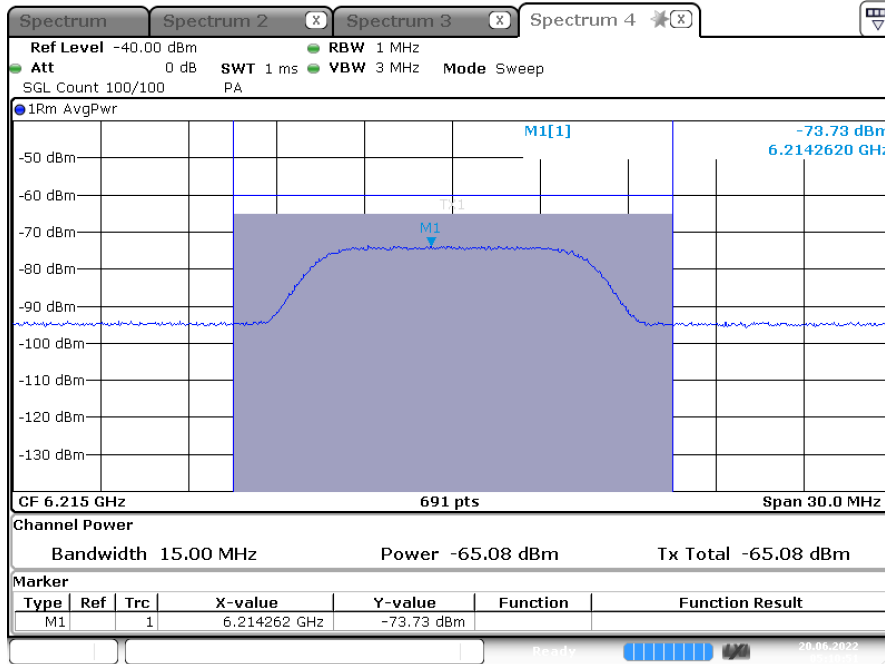 Spectrum Spectrum 2 X Spectrum 3 X Spectrum 4 X
Ref Level -40.00 dBm RBW 1 MHz
Att 0 dB SWT 1 ms VBW 3 MHz Mode Sweep
SGL Count 100/100 PA
1Rm AvgPwr
M1[1] -73.73 dBm
6.2142620 GHz
-50 dBm
-60 dBm
TX1
-70 dBm
M1
-80 dBm
-90 dBm
-100 dBm
-110 dBm
-120 dBm
-130 dBm
CF 6.215 GHz 691 pts Span 30.0 MHz
Channel Power
Bandwidth 15.00 MHz Power -65.08 dBm Tx Total -65.08 dBm
Marker
Type Ref Trc X-value Y-value Function Function Result
M1 1 6.214262 GHz -73.73 dBm
Ready 20.06.2022